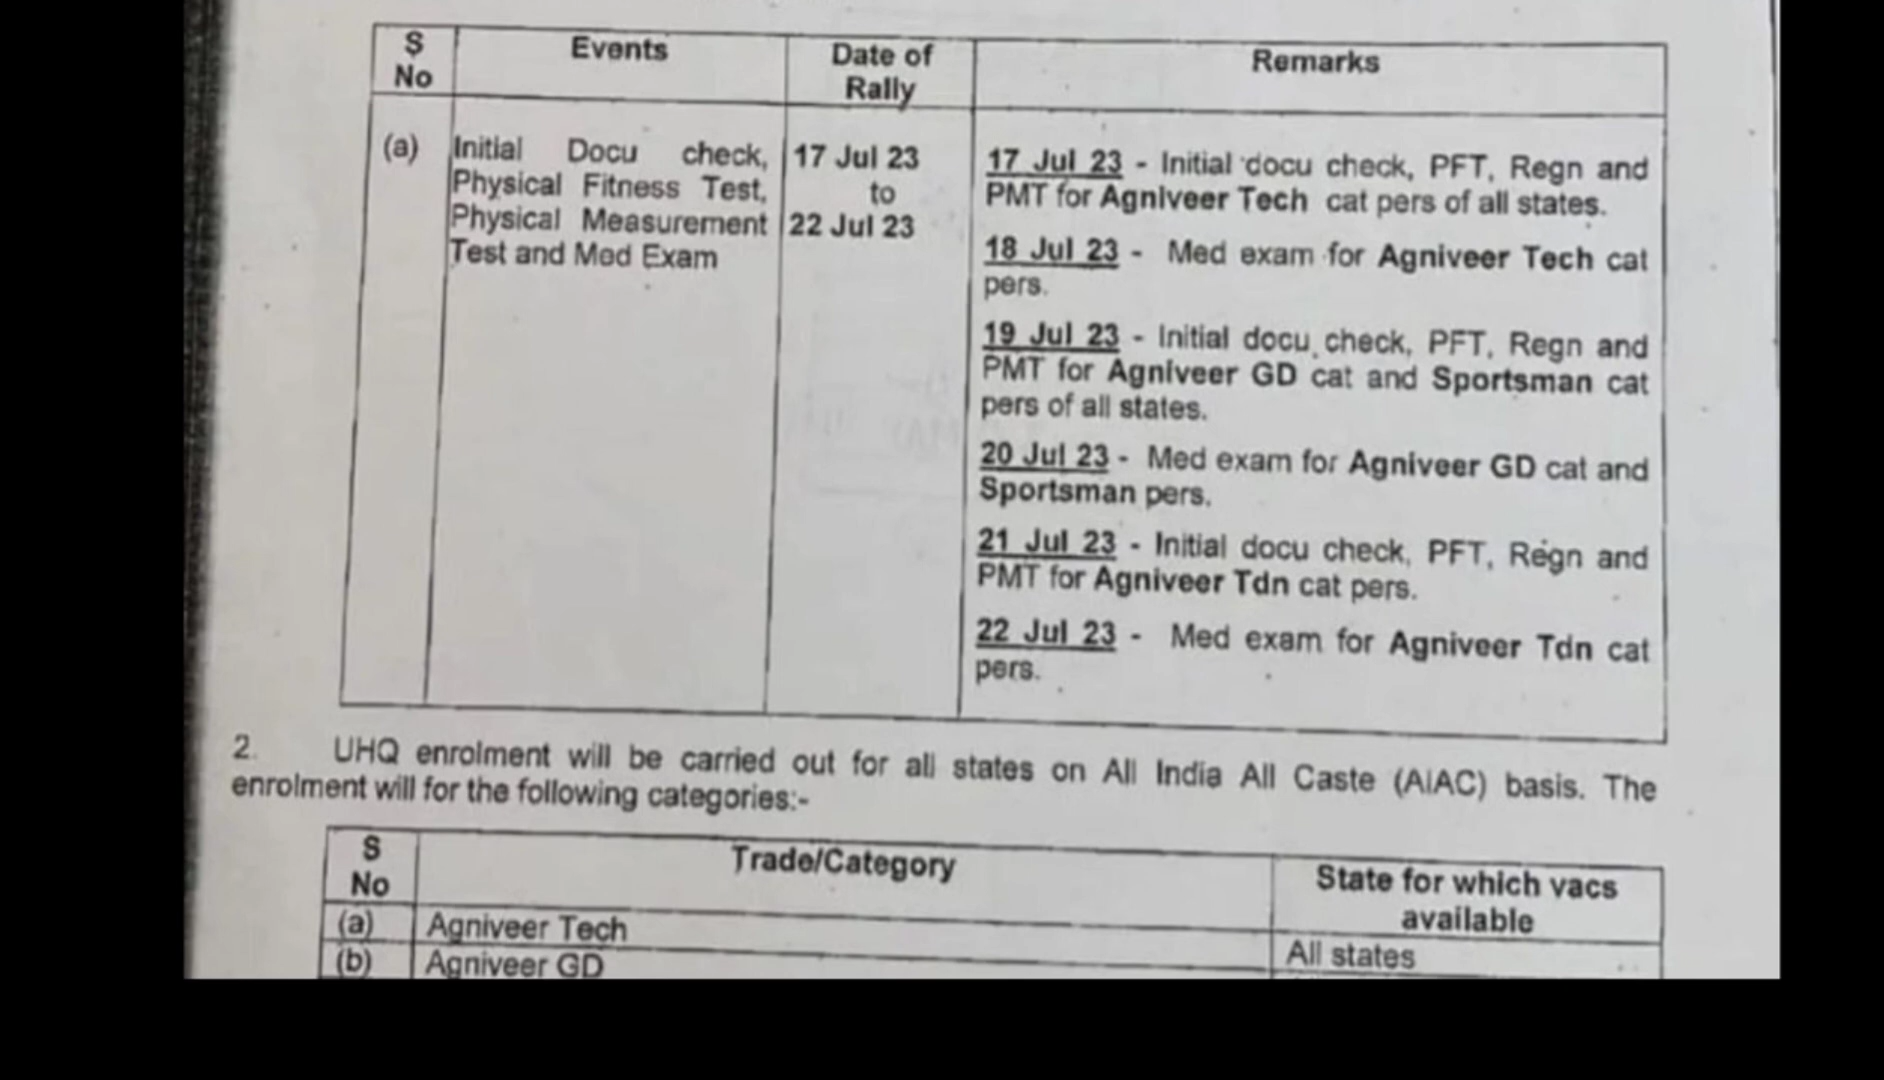 S No Events Date of Rally Remarks
(a) Initial Docu check, Physical Fitness Test, Physical Measurement Test and Med Exam
17 Jul 23
to
22 Jul 23
17 Jul 23 - Initial docu check, PFT, Regn and
PMT for Agniveer Tech cat pers of all states.
18 Jul 23 - Med exam for Agniveer Tech cat
pers.
19 Jul 23 - Initial docu check, PFT, Regn and
PMT for Agniveer GD cat and Sportsman cat
pers of all states.
20 Jul 23 - Med exam for Agniveer GD cat and
Sportsman pers.
21 Jul 23 - Initial docu check, PFT, Regn and
PMT for Agniveer Tdn cat pers.
22 Jul 23 - Med exam for Agniveer Tdn cat
pers.
2. UHQ enrolment will be carried out for all states on All India All Caste (AIAC) basis. The
enrolment will for the following categories:-
S No Trade/Category State for which vacs available
(a) Agniveer Tech All states
(b) Agniveer GD